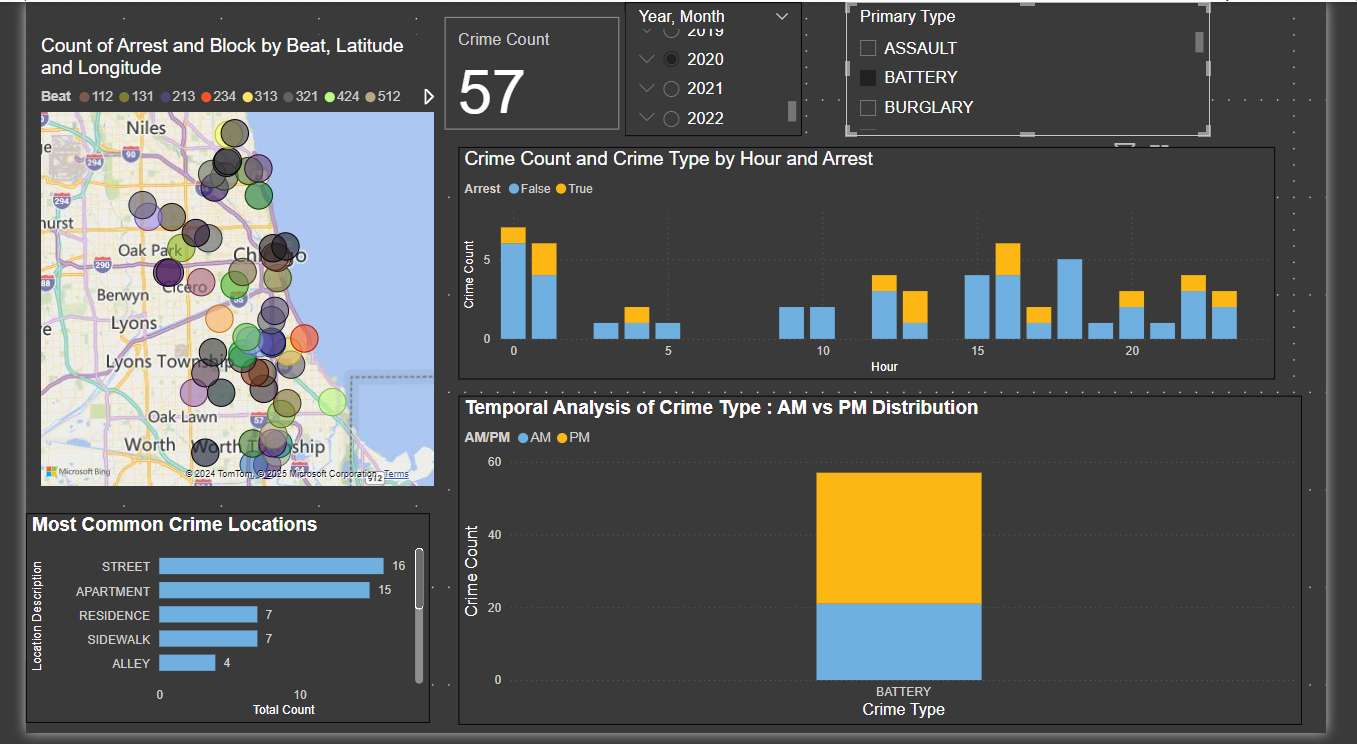 Count of Arrest and Block by Beat, Latitude
and Longitude
Beat 112 131 213 234 313 321 424 512
Niles
90
294
294
Oak Park
290
Cicero
Berwyn
Lyons
Lyons Township
Oak Lawn
57
Worth
Worth Township
Microsoft Bing
© 2024 TomTom, © 2025 Microsoft Corporation, Terms
912
Crime Count
57
Year, Month
2019
2020
2021
2022
Primary Type
ASSAULT
BATTERY
BURGLARY
Crime Count and Crime Type by Hour and Arrest
Arrest False True
Crime Count
5
0
0 5 10 15 20
Hour
Most Common Crime Locations
Location Description
STREET 16
APARTMENT 15
RESIDENCE 7
SIDEWALK 7
ALLEY 4
0 10
Total Count
Temporal Analysis of Crime Type : AM vs PM Distribution
AM/PM AM PM
Crime Count
60
40
20
0
BATTERY
Crime Type